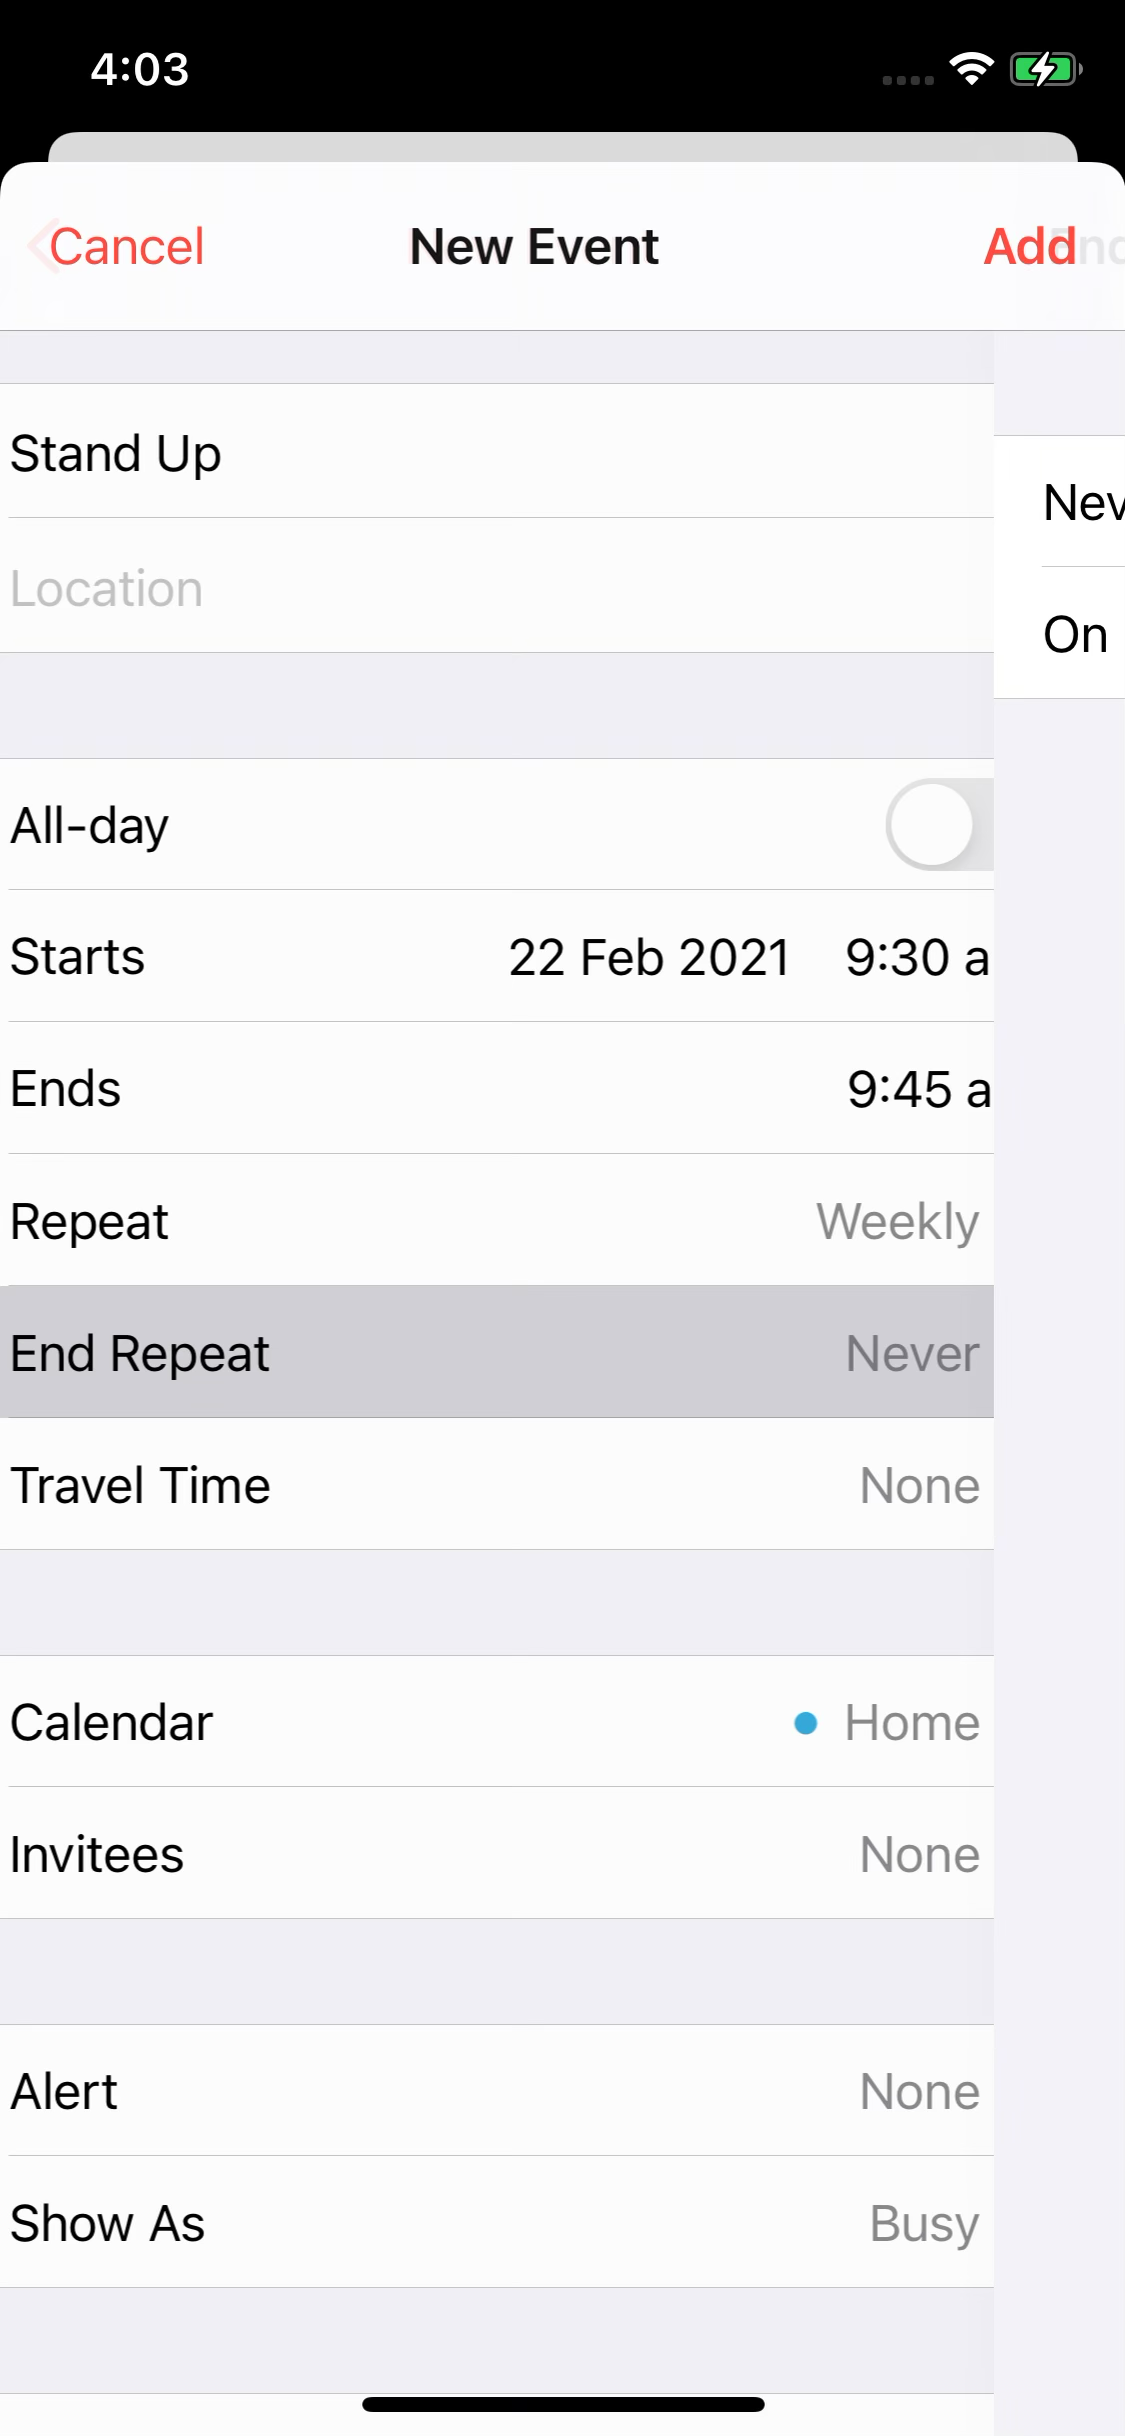 4:03
Cancel New Event Add
Stand Up
Location
On
All-day
Starts 22 Feb 2021 9:30 a
Ends 9:45 a
Repeat Weekly
End Repeat Never
Travel Time None
Calendar Home
Invitees None
Alert None
Show As Busy